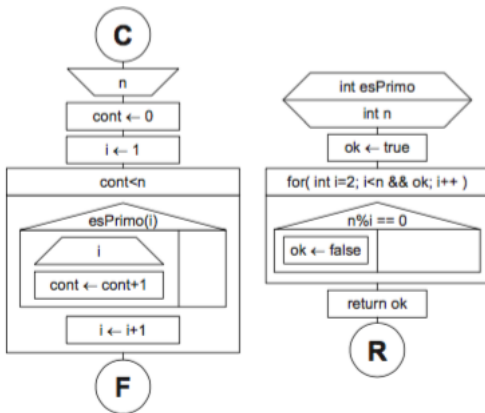 C
n
cont ← 0
i ← 1
cont<n
esPrimo(i)
i
cont ← cont+1
i ← i+1
F
int esPrimo
int n
ok ← true
for( int i=2; i<n && ok; i++ )
n%i == 0
ok ← false
return ok
R